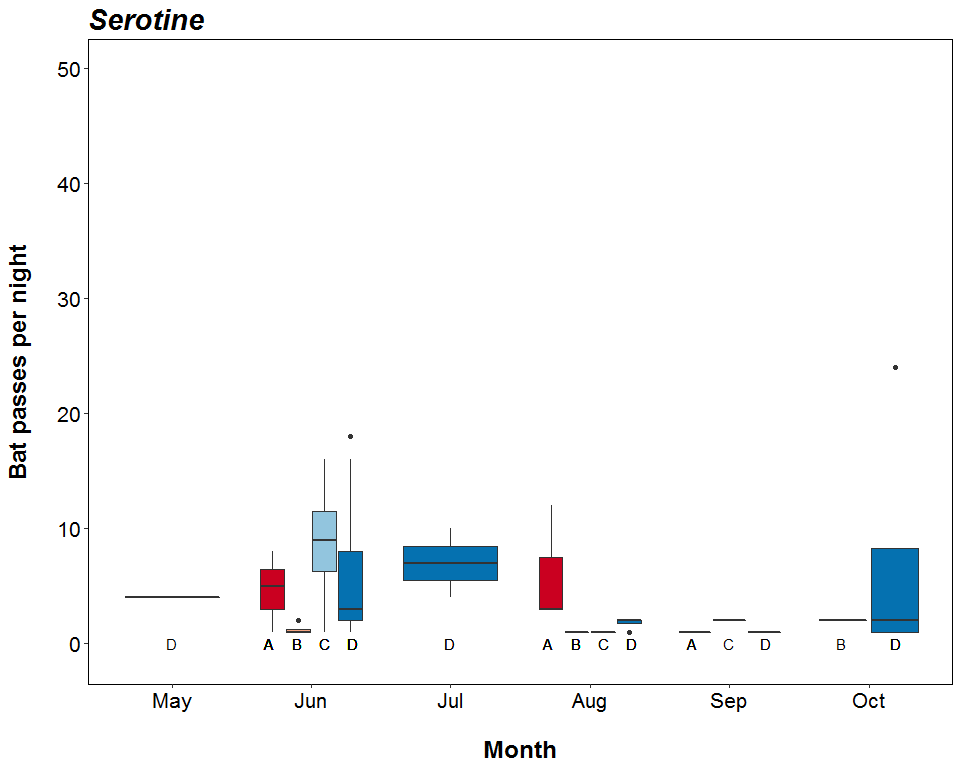 Serotine
Bat passes per night
50
40
30
20
10
0
D A B C D D A B C D A C D B D
May Jun Jul Aug Sep Oct
Month